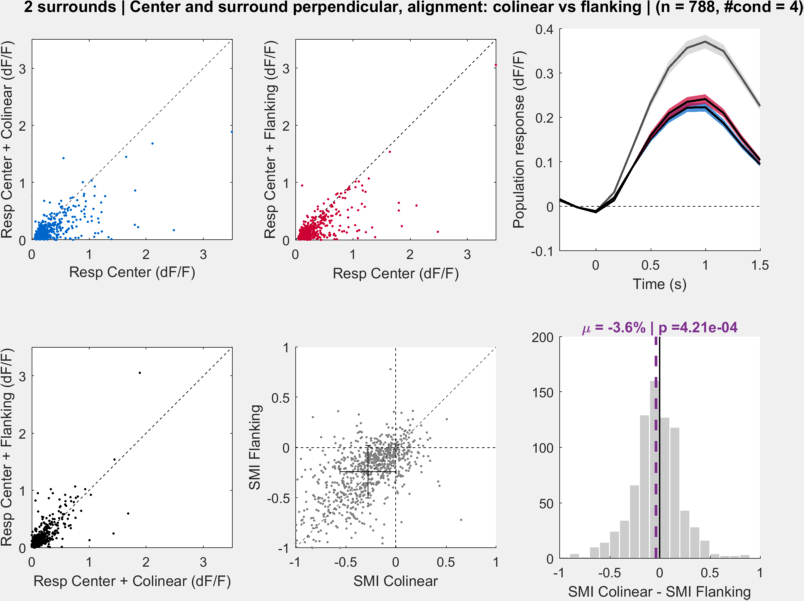 2 surrounds | Center and surround perpendicular, alignment: colinear vs flanking | (n = 788, #cond = 4)
Resp Center + Colinear (dF/F)
3
2
1
0
0 1 2 3
Resp Center (dF/F)
Resp Center + Flanking (dF/F)
3
2
1
0
0 1 2 3
Resp Center (dF/F)
Population response (dF/F)
0.4
0.3
0.2
0.1
0
-0.1
0 0.5 1 1.5
Time (s)
Resp Center + Flanking (dF/F)
3
2
1
0
0 1 2 3
Resp Center + Colinear (dF/F)
SMI Flanking
1
0.5
0
-0.5
-1
-1 -0.5 0 0.5 1
SMI Colinear
μ = -3.6% | p =4.21e-04
200
150
100
50
0
-1 -0.5 0 0.5 1
SMI Colinear - SMI Flanking